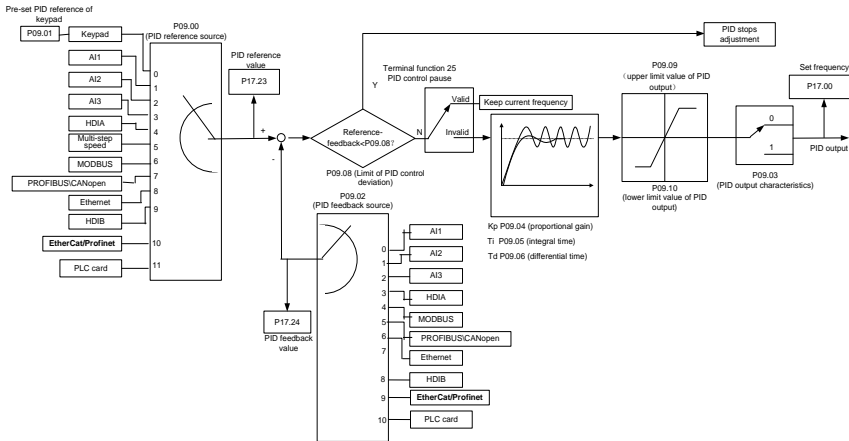 Pre-set PID reference of
keypad
P09.01
Keypad
AI1
AI2
AI3
HDIA
Multi-step
speed
MODBUS
PROFIBUS\CANopen
Ethernet
HDIB
EtherCat/Profinet
PLC card
P09.00
(PID reference source)
0
1
2
3
4
5
6
7
8
9
10
11
PID reference
value
P17.23
+
-
Reference-
feedback<P09.08?
Y
N
P09.08 (Limit of PID control
deviation)
Terminal function 25
PID control pause
Valid
Invalid
Keep current frequency
PID stops
adjustment
Kp P09.04 (proportional gain)
Ti P09.05 (integral time)
Td P09.06 (differential time)
P09.09
(upper limit value of PID
output)
P09.10
(lower limit value of PID
output)
0
1
P09.03
(PID output characteristics)
Set frequency
P17.00
PID output
P17.24
PID feedback
value
P09.02
(PID feedback source)
0
1
2
3
4
5
6
7
8
9
10
AI1
AI2
AI3
HDIA
MODBUS
PROFIBUS\CANopen
Ethernet
HDIB
EtherCat/Profinet
PLC card